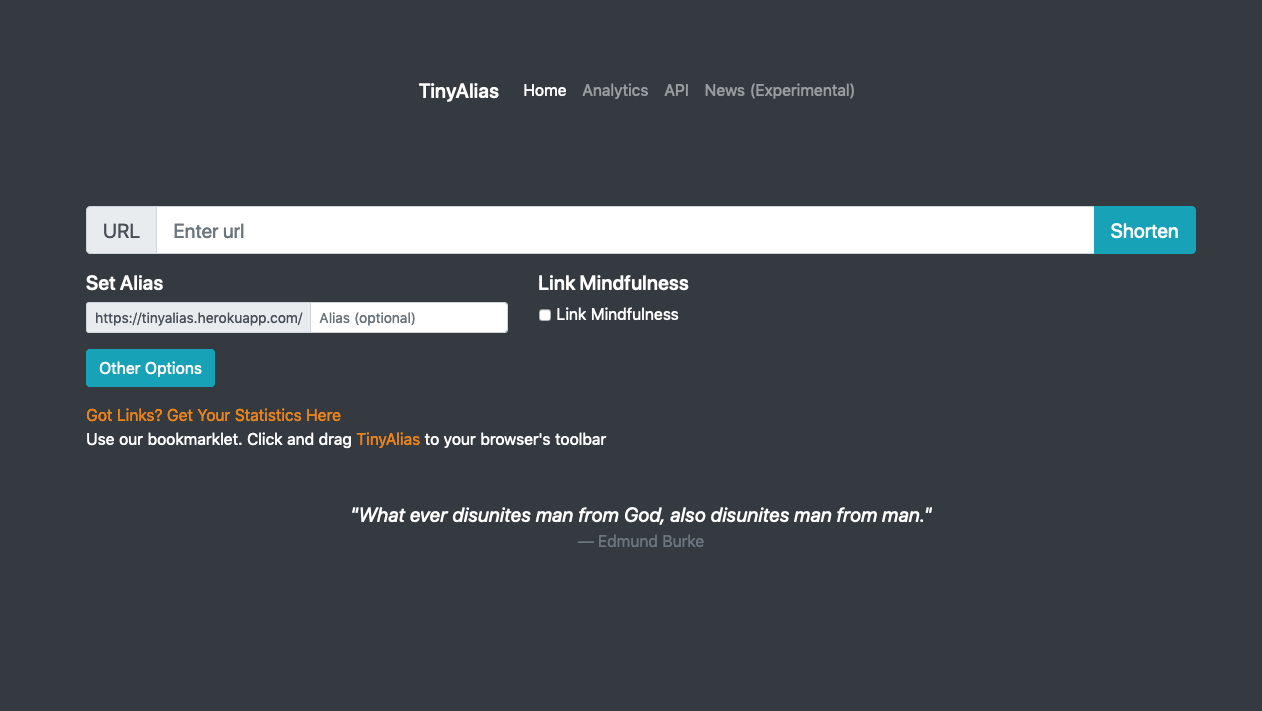 TinyAlias Home Analytics API News (Experimental)
URL Enter url Shorten
Set Alias
https://tinyalias.herokuapp.com/ Alias (optional)
Link Mindfulness
Link Mindfulness
Other Options
Got Links? Get Your Statistics Here
Use our bookmarklet. Click and drag TinyAlias to your browser's toolbar
"What ever disunites man from God, also disunites man from man."
— Edmund Burke